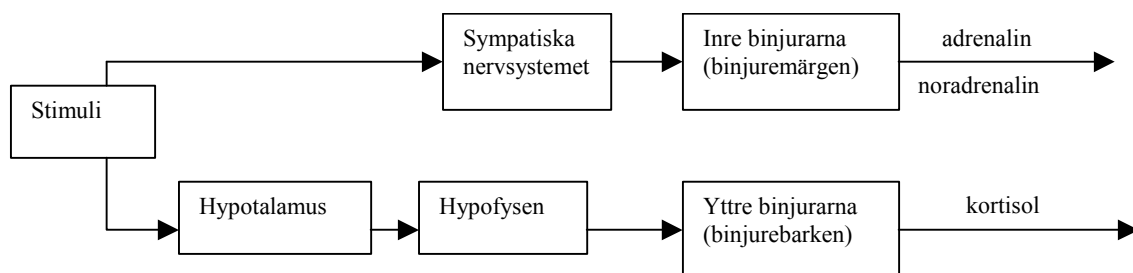 Stimuli
Sympatiska
nervsystemet
Inre binjurarna
(binjuremärgen)
adrenalin
noradrenalin
Hypotalamus
Hypofysen
Yttre binjurarna
(binjurebarken)
kortisol